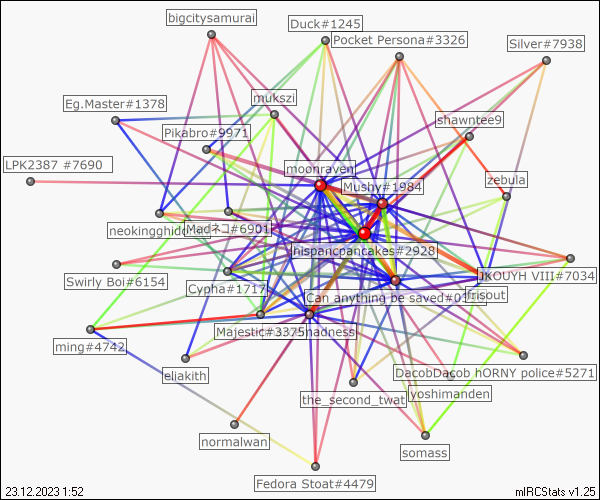 bigcitysamurai
Duck#1245
Pocket Persona#3326
Silver#7938
mukszi
Eg.Master#1378
shawntee9
Pikabro#9971
LPK2387 #7690
moonraven
Mushy#1984
zebula
neokingghidorah
Madネコ#6901
hispancpancakes#2928
Swirly Boi#6154
Cypha#1717
JKOUYH VIII#7034
Can anything be saved#01
frisout
Majestic#3375
madness
ming#4742
eliakith
DacobDacob hORNY police#5271
the_second_twat
yoshimanden
normalwan
somass
Fedora Stoat#4479
23.12.2023 1:52
mIRCStats v1.25